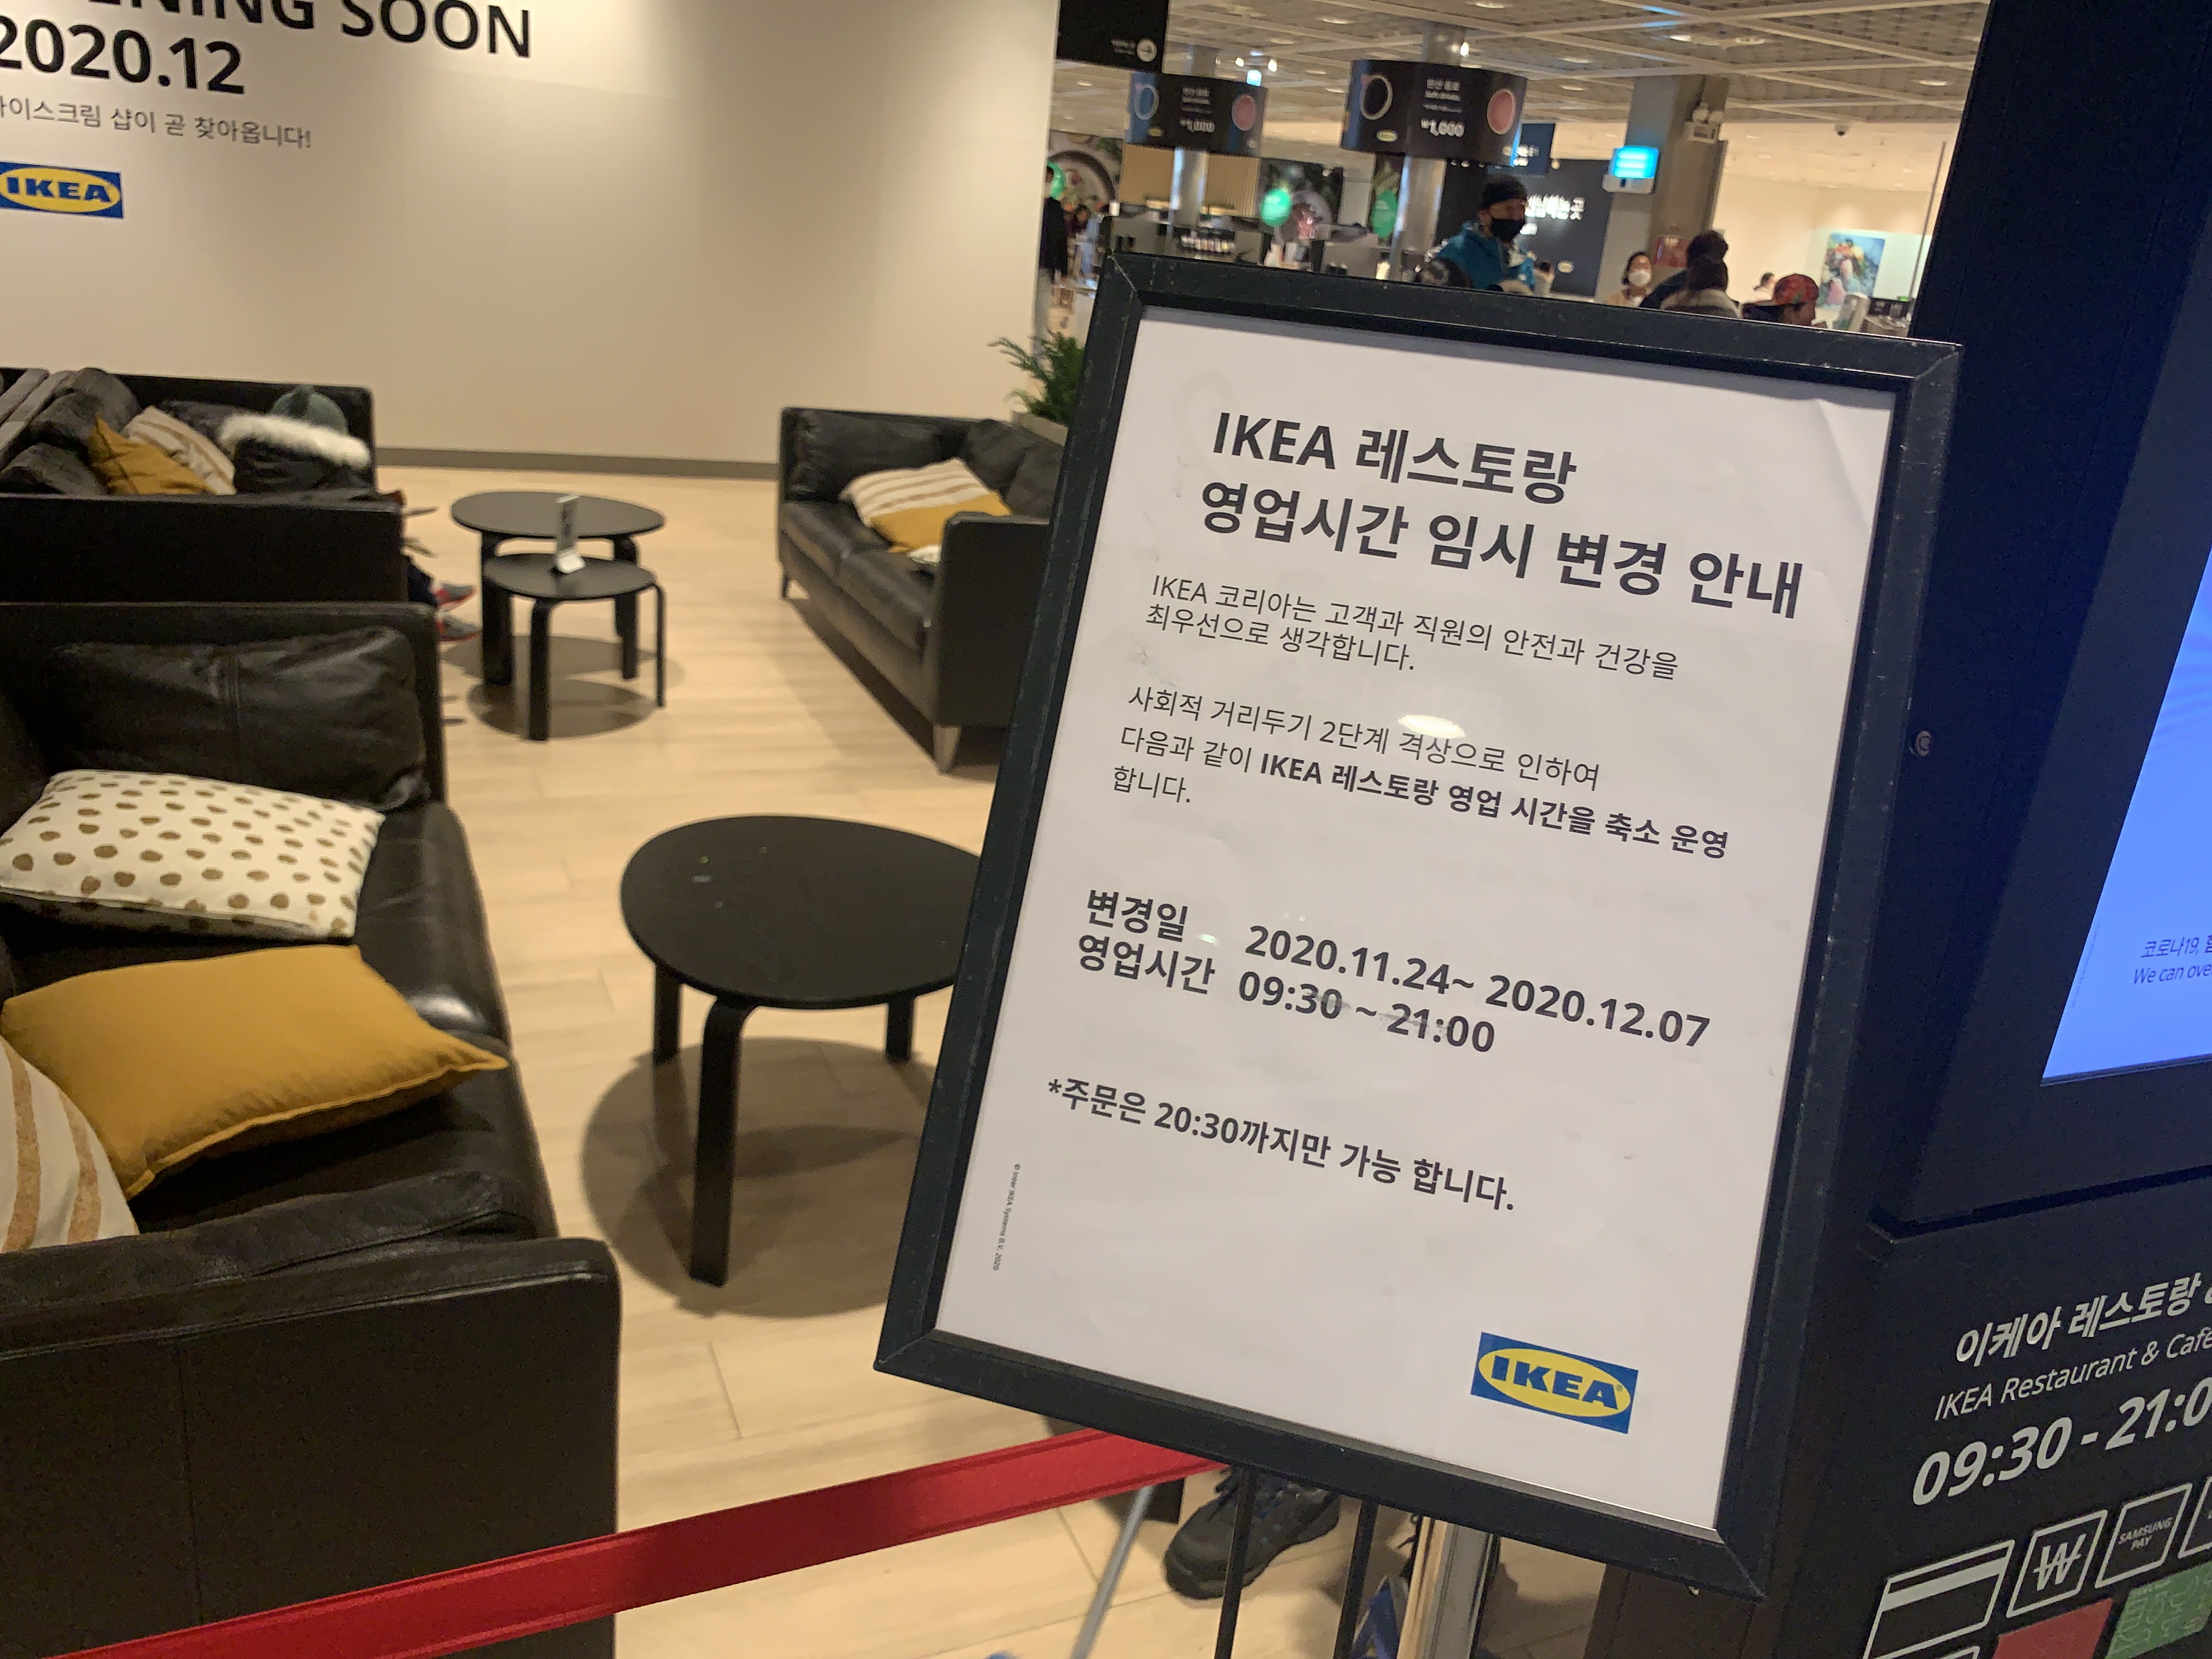 SOON
2020.12
이스크림 샵이 곧 찾아옵니다!
IKEA
₩1,000
₩1,000
IKEA 레스토랑
영업시간 임시 변경 안내
IKEA 코리아는 고객과 직원의 안전과 건강을
최우선으로 생각합니다.
사회적 거리두기 2단계 격상으로 인하여
다음과 같이 IKEA 레스토랑 영업 시간을 축소 운영
합니다.
변경일 2020.11.24~ 2020.12.07
영업시간 09:30 ~ 21:00
*주문은 20:30까지만 가능 합니다.
© Inter IKEA Systems B.V. 2020
IKEA
코로나19,
We can
이케아 레스토랑
IKEA Restaurant & Cafe
09:30 - 21:0
W
SAMSUNG
PAY